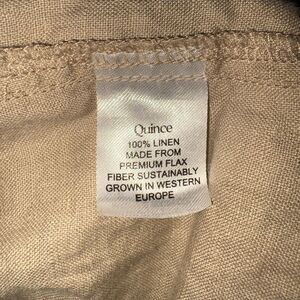 Quince
100% LINEN
MADE FROM
PREMIUM FLAX
FIBER SUSTAINABLY
GROWN IN WESTERN
EUROPE